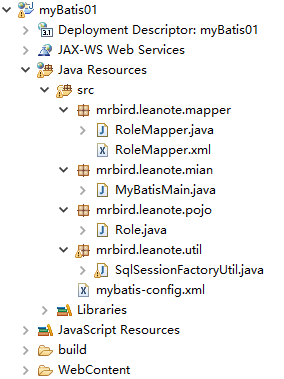 myBatis01
Deployment Descriptor: myBatis01
JAX-WS Web Services
Java Resources
src
mrbird.leanote.mapper
RoleMapper.java
RoleMapper.xml
mrbird.leanote.mian
MyBatisMain.java
mrbird.leanote.pojo
Role.java
mrbird.leanote.util
SqlSessionFactoryUtil.java
mybatis-config.xml
Libraries
JavaScript Resources
build
WebContent